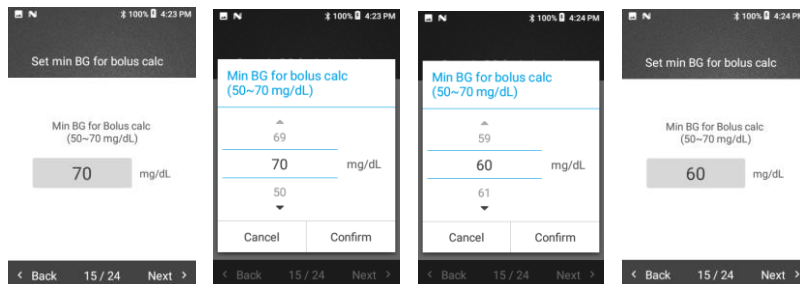 100% 4:23 PM
Set min BG for bolus calc
Min BG for Bolus calc
(50~70 mg/dL)
70 mg/dL
< Back 15 / 24 Next >
N 100% 4:23 PM
Min BG for bolus calc
(50~70 mg/dL)
69
70 mg/dL
50
Cancel Confirm
< Back 15 / 24 Next >
N 100% 4:24 PM
Min BG for bolus calc
(50~70 mg/dL)
59
60 mg/dL
61
Cancel Confirm
< Back 15 / 24 Next >
N 100% 4:24 PM
Set min BG for bolus calc
Min BG for Bolus calc
(50~70 mg/dL)
60 mg/dL
< Back 15 / 24 Next >